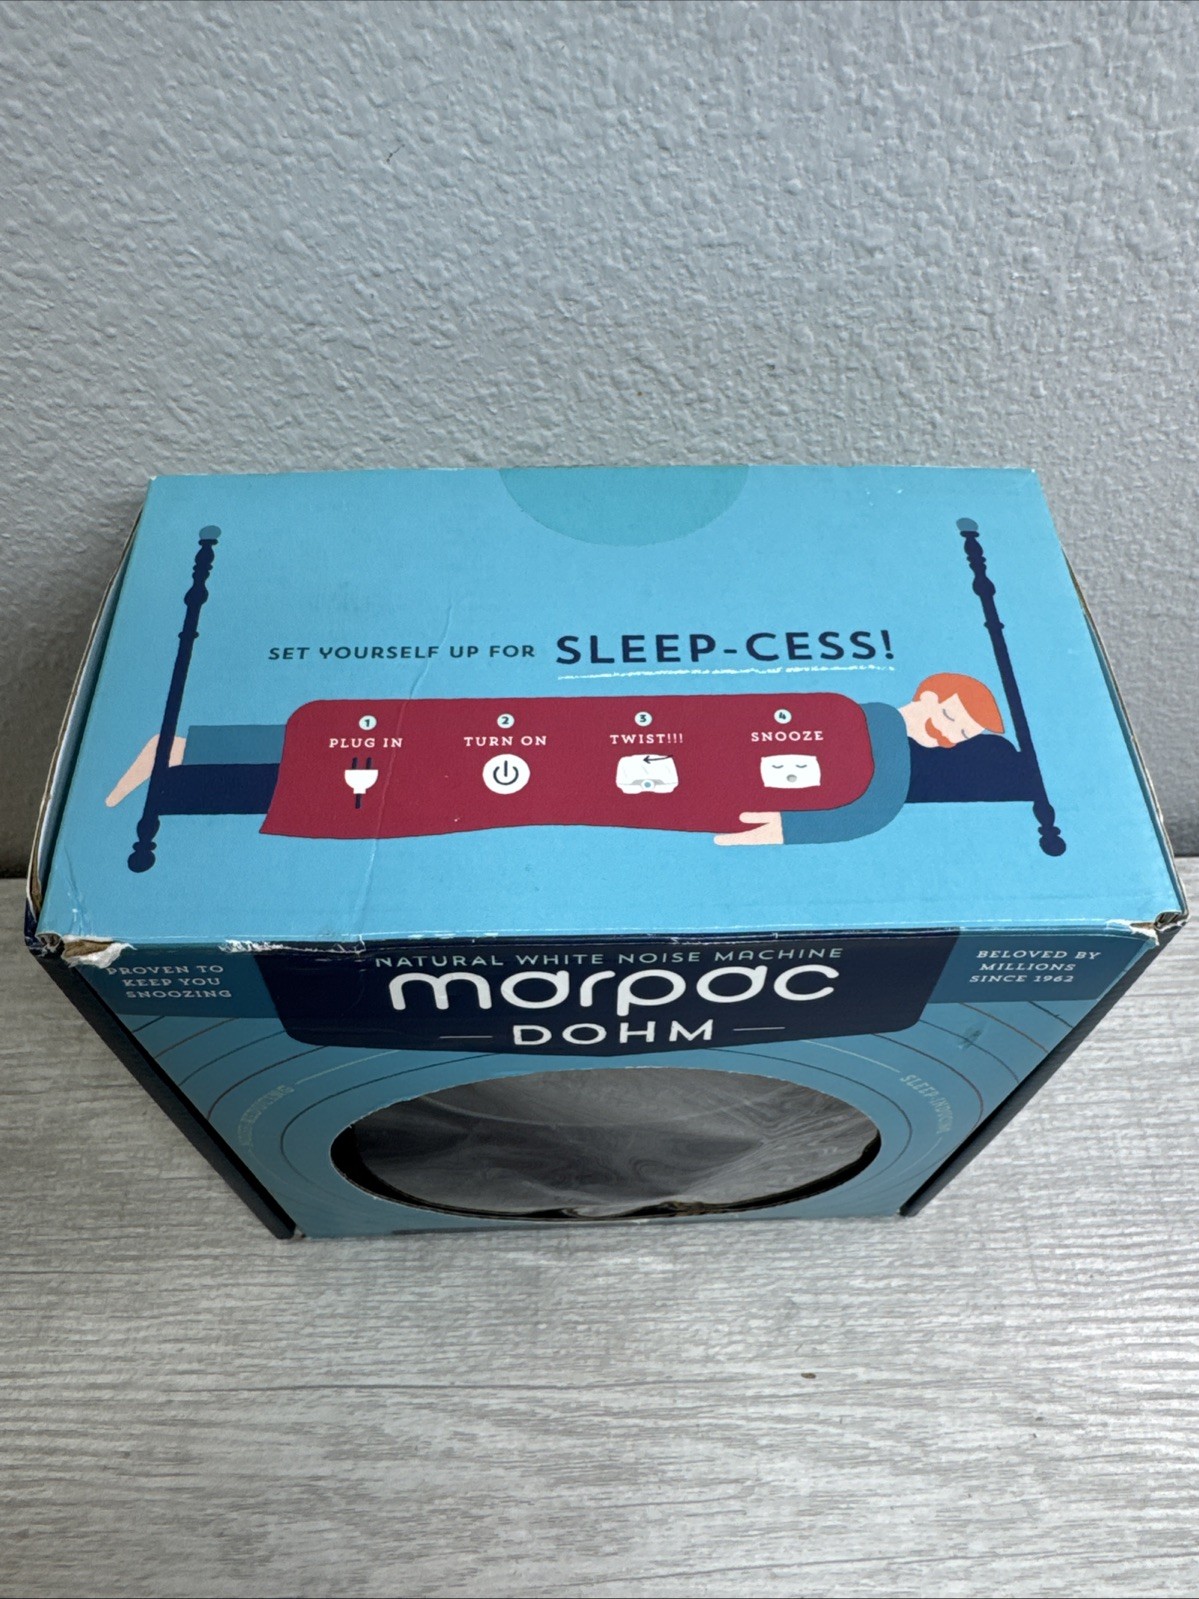 SET YOURSELF UP FOR SLEEP-CESS!
1 2 3 4
PLUG IN TURN ON TWIST!!! SNOOZE
NATURAL WHITE NOISE MACHINE
marpac
DOHM
PROVEN TO
KEEP YOU
SNOOZING
BELOVED BY
MILLIONS
SINCE 1962